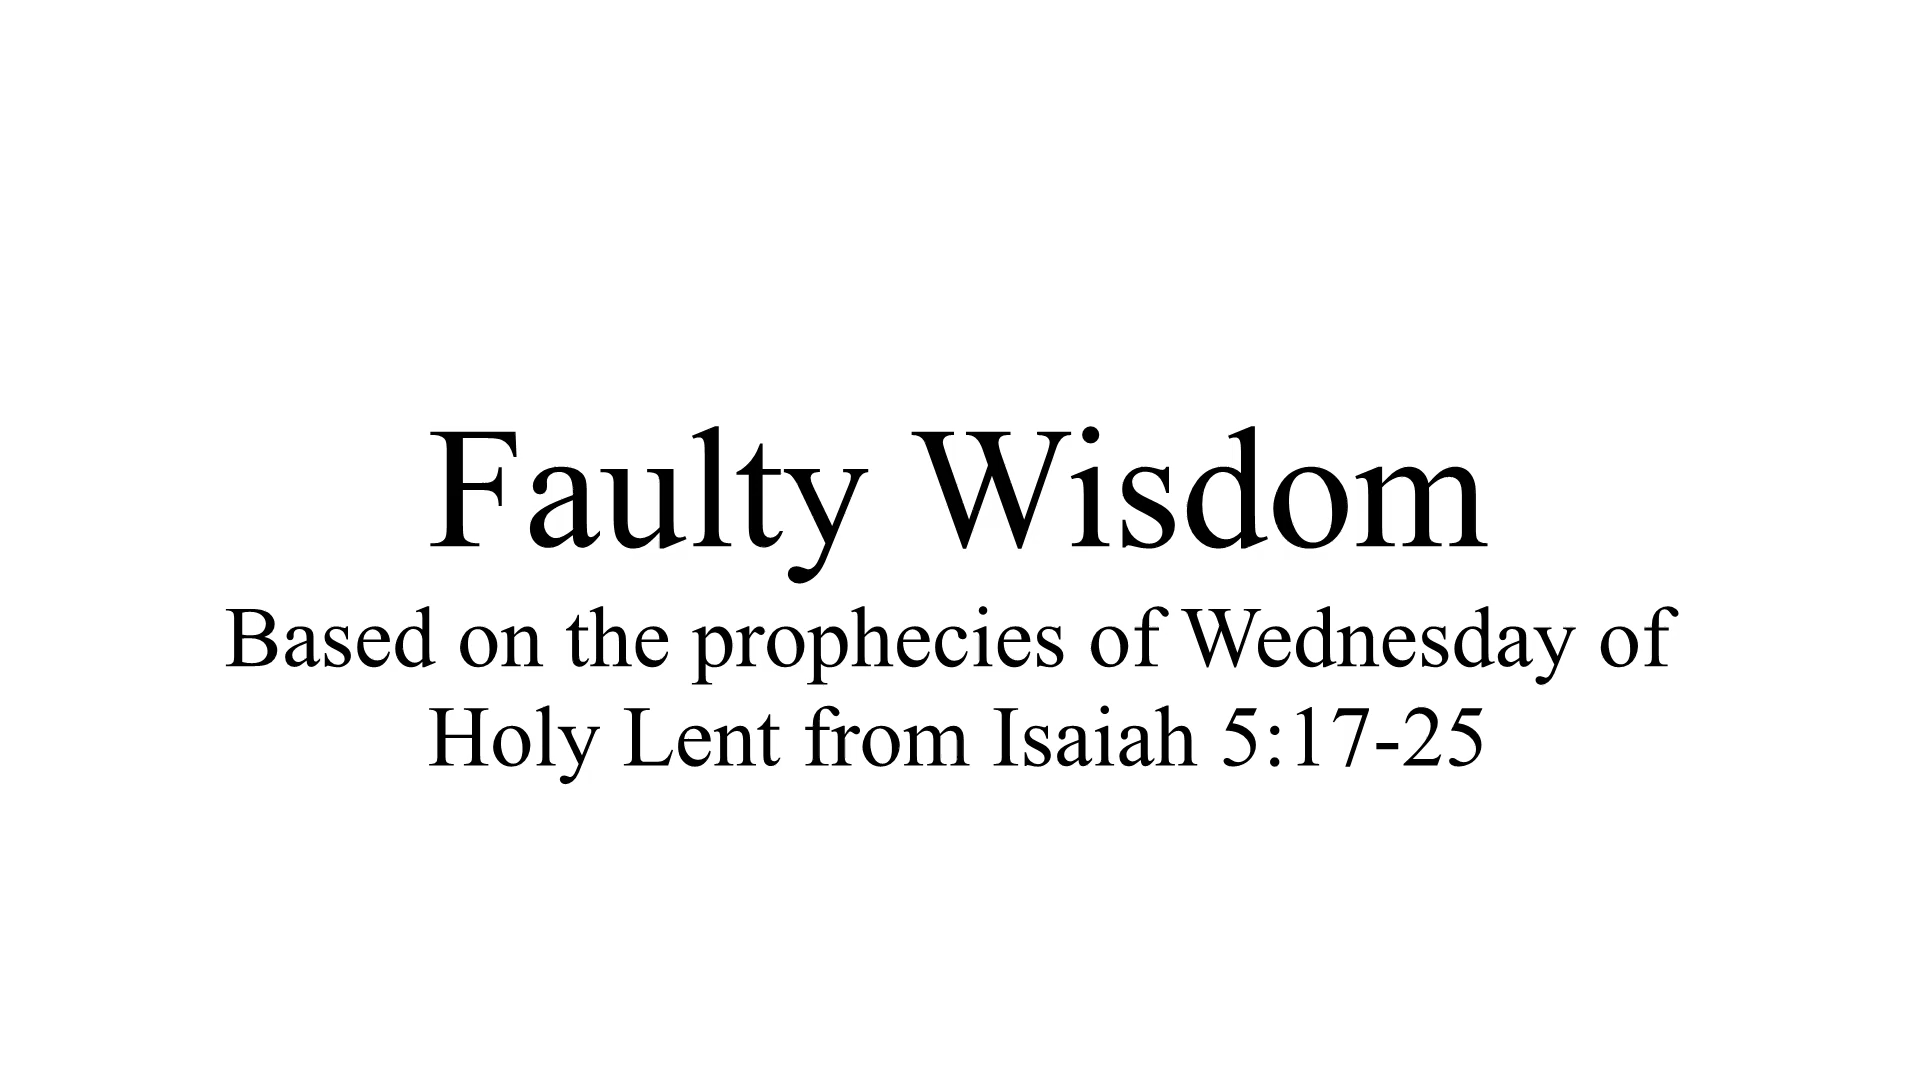 Faulty Wisdom
Based on the prophecies of Wednesday of
Holy Lent from Isaiah 5:17-25